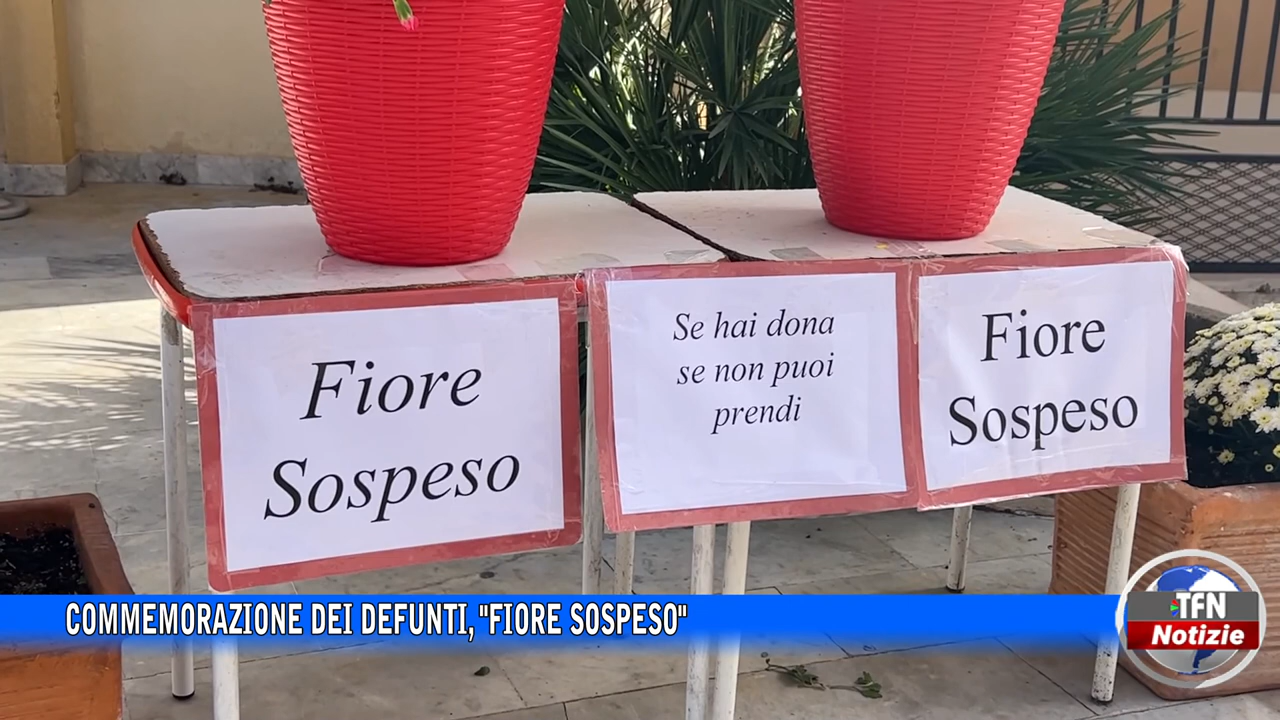 Fiore
Sospeso
Se hai dona
se non puoi
prendi
Fiore
Sospeso
COMMEMORAZIONE DEI DEFUNTI,"FIORE SOSPESO"
TFN
Notizie